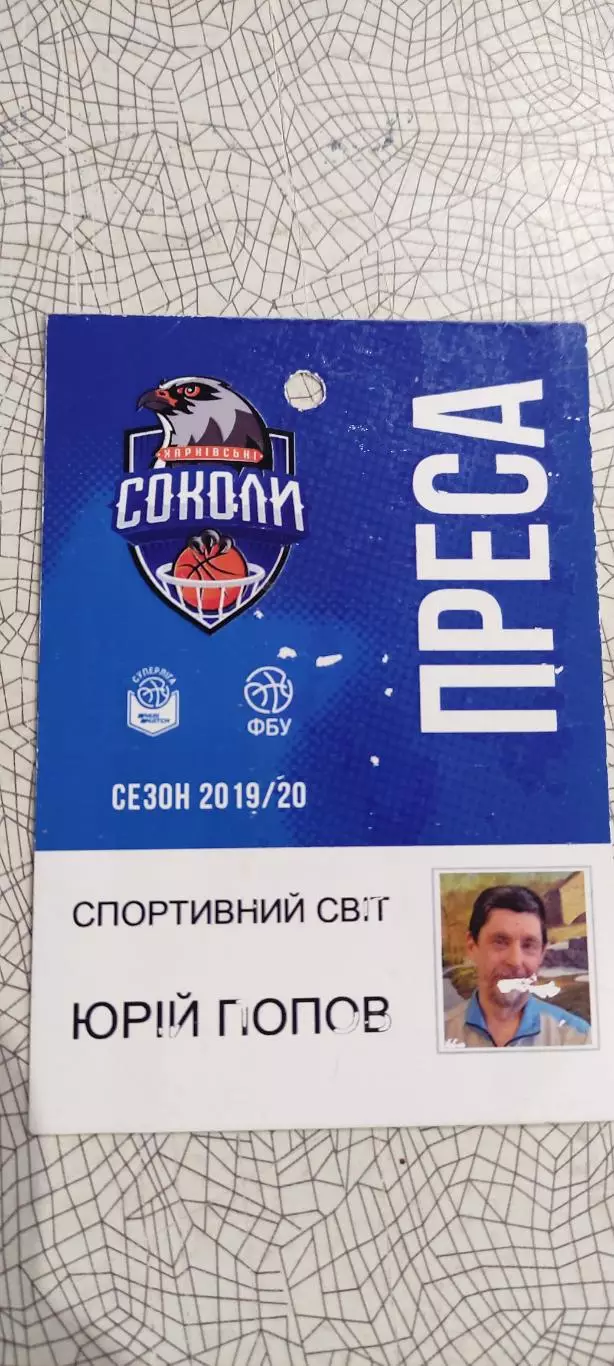 ХАРКІВСЬКІ
СОКОЛИ
ПРЕСА
СУПЕРЛІГА
ФБУ
СЕЗОН 2019/20
СПОРТИВНИЙ СВІТ
ЮРІЙ ПОПОВ